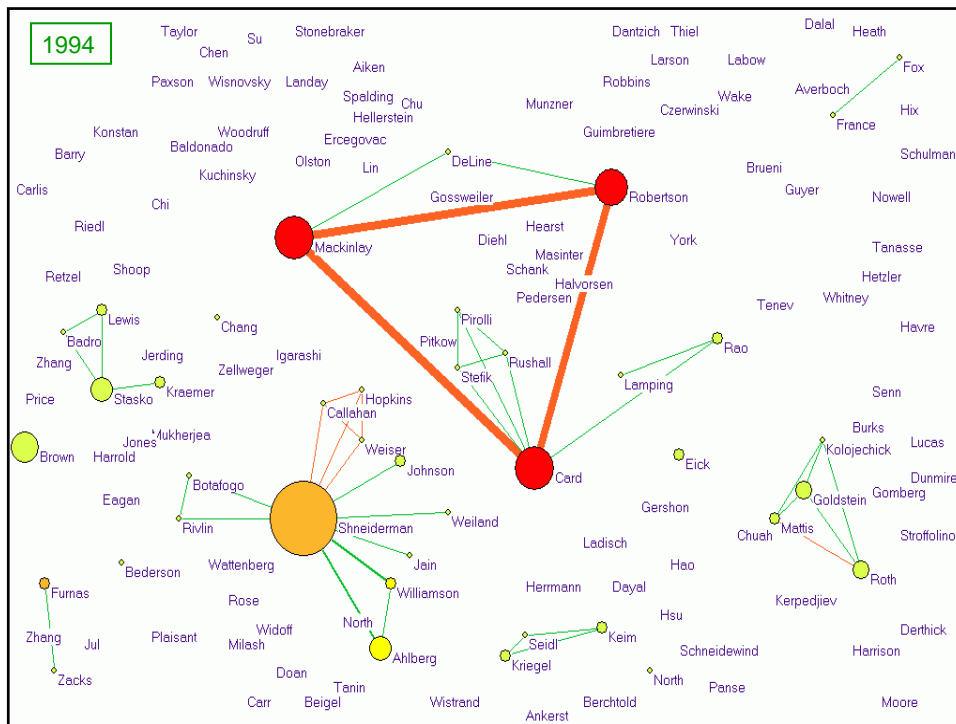 1994
Taylor
Su
Stonebraker
Dantzich
Thiel
Dalal
Heath
Chen
Aiken
Larson
Labow
Fox
Paxson
Wisnovsky
Landay
Robbins
Averboch
Spalding
Chu
Munzner
Wake
Hellerstein
Czerwinski
Hix
Konstan
Woodruff
Guimbretiere
France
Baldonado
Ercegovac
Barry
Olston
Lin
DeLine
Brueni
Schulman
Kuchinsky
Carlis
Gossweiler
Robertson
Guyer
Nowell
Chi
Riedl
Hearst
Mackinlay
Diehl
York
Tanasse
Masinter
Shoop
Schank
Retzel
Halvorsen
Hetzler
Pedersen
Tenev
Whitney
Lewis
Pirolli
Chang
Havre
Badro
Pitkow
Zhang
Jerding
Igarashi
Rushall
Rao
Zellweger
Stefik
Lamping
Stasko
Kraemer
Senn
Price
Hopkins
Callahan
Burks
Jones
Mukherjea
Lucas
Weiser
Kolojechick
Brown
Harrold
Johnson
Eick
Card
Dunmire
Botafogo
Goldstein
Gomberg
Eagan
Gershon
Rivlin
Shneiderman
Weiland
Chuah
Mattis
Stroffolino
Ladisch
Wattenberg
Jain
Hao
Bederson
Roth
Furnas
Williamson
Herrmann
Dayal
Rose
Kerpedjiev
Hsu
North
Widoff
Derthick
Zhang
Jul
Plaisant
Milash
Seidl
Keim
Schneidewind
Harrison
Ahlberg
Kriegel
Zacks
Doan
North
Tanin
Panse
Carr
Beigel
Wistrand
Berchtold
Moore
Ankerst